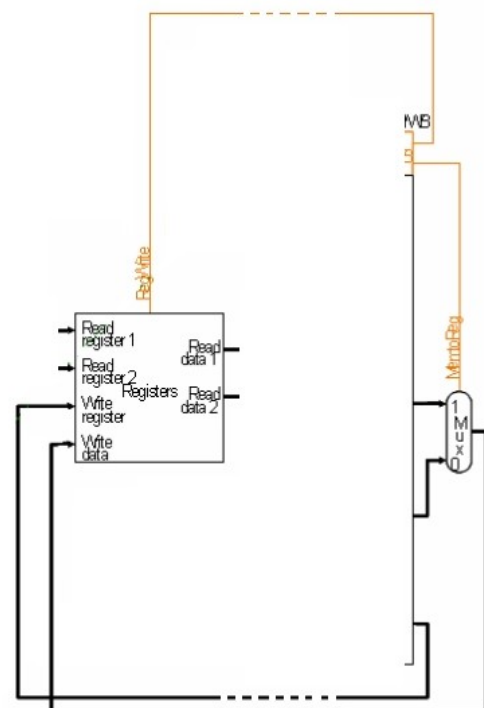 WB
RegWrite
MemtoReg
Read
register 1
Read
data 1
Read
register 2
Registers
Read
data 2
Write
register
Write
data
1
Mux
0